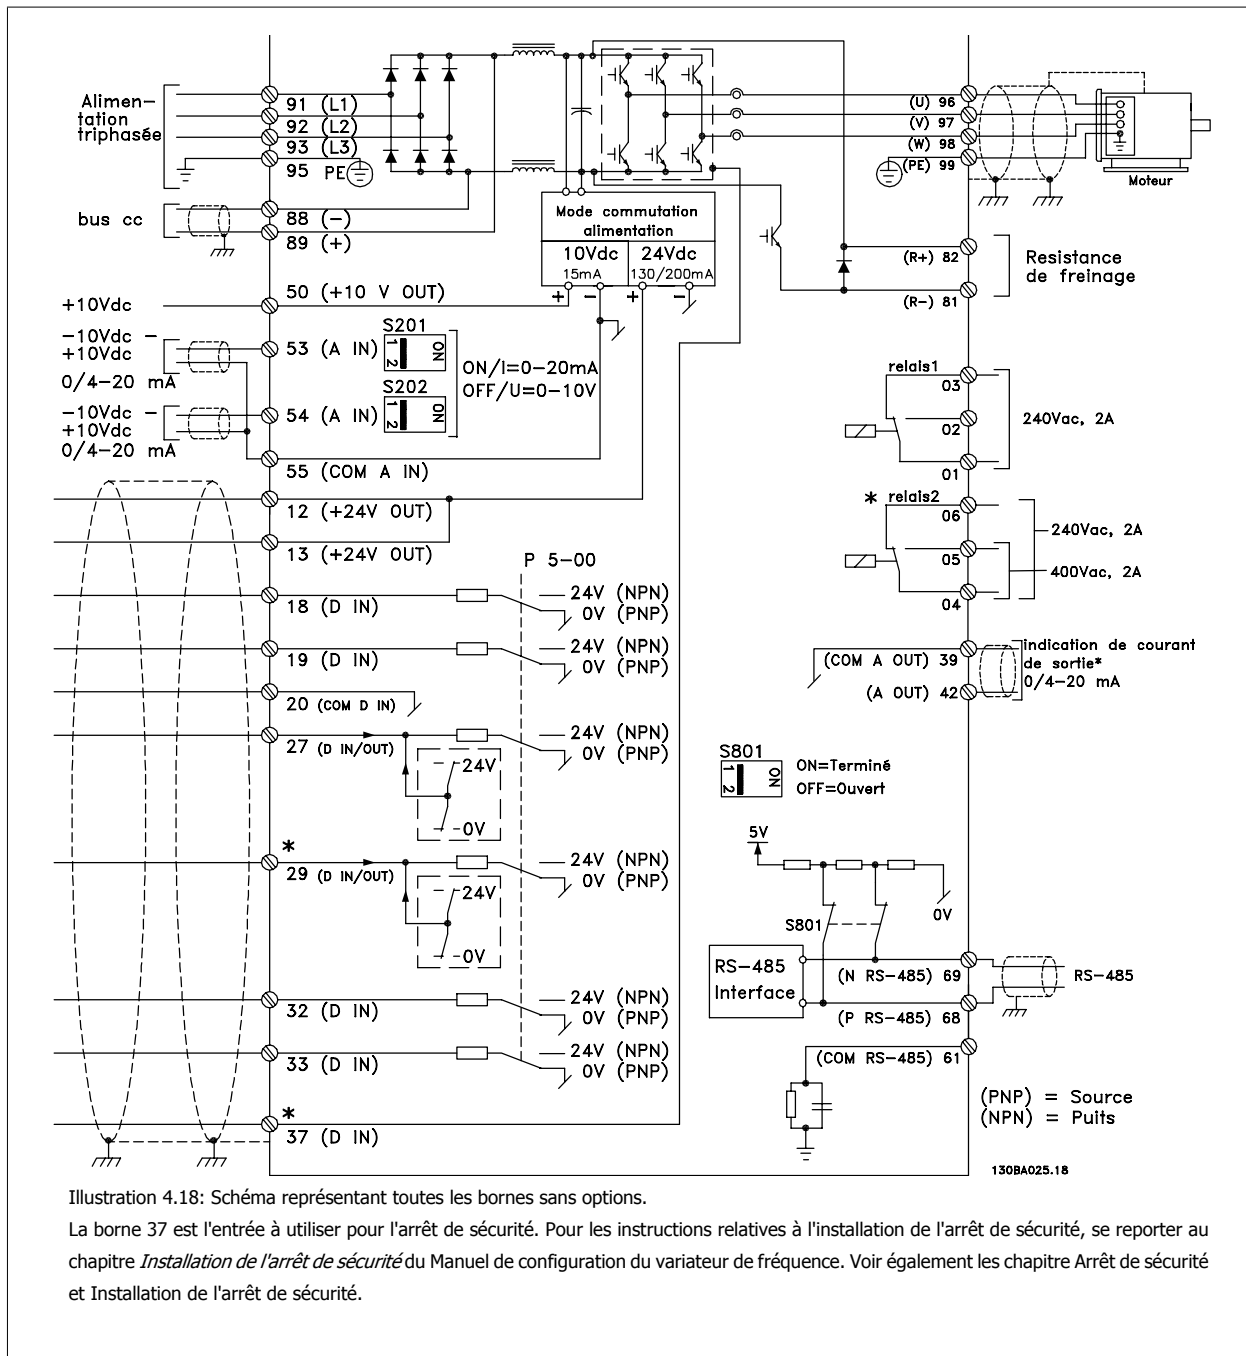 Alimen-
tation
triphasée
91 (L1)
92 (L2)
93 (L3)
95 PE
bus cc
88 (-)
89 (+)
Mode commutation
alimentation
10Vdc
15mA
24Vdc
130/200mA
+ - + -
+10Vdc
50 (+10 V OUT)
-10Vdc -
+10Vdc
0/4-20 mA
53 (A IN)
S201
1 2
ON
ON/I=0-20mA
OFF/U=0-10V
-10Vdc -
+10Vdc
0/4-20 mA
54 (A IN)
S202
1 2
ON
55 (COM A IN)
12 (+24V OUT)
13 (+24V OUT)
P 5-00
18 (D IN)
24V (NPN)
0V (PNP)
19 (D IN)
24V (NPN)
0V (PNP)
20 (COM D IN)
27 (D IN/OUT)
24V (NPN)
0V (PNP)
24V
0V
*
29 (D IN/OUT)
24V (NPN)
0V (PNP)
24V
0V
32 (D IN)
24V (NPN)
0V (PNP)
33 (D IN)
24V (NPN)
0V (PNP)
*
37 (D IN)
(U) 96
(V) 97
(W) 98
(PE) 99
Moteur
(R+) 82
(R-) 81
Resistance
de freinage
relais1
03
02
01
240Vac, 2A
* relais2
06
05
04
240Vac, 2A
400Vac, 2A
(COM A OUT) 39
(A OUT) 42
indication de courant
de sortie*
0/4-20 mA
S801
1 2
ON
ON=Terminé
OFF=Ouvert
5V
S801
0V
RS-485
Interface
(N RS-485) 69
(P RS-485) 68
RS-485
(COM RS-485) 61
(PNP) = Source
(NPN) = Puits
130BA025.18
Illustration 4.18: Schéma représentant toutes les bornes sans options.
La borne 37 est l'entrée à utiliser pour l'arrêt de sécurité. Pour les instructions relatives à l'installation de l'arrêt de sécurité, se reporter au
chapitre Installation de l'arrêt de sécurité du Manuel de configuration du variateur de fréquence. Voir également les chapitre Arrêt de sécurité
et Installation de l'arrêt de sécurité.